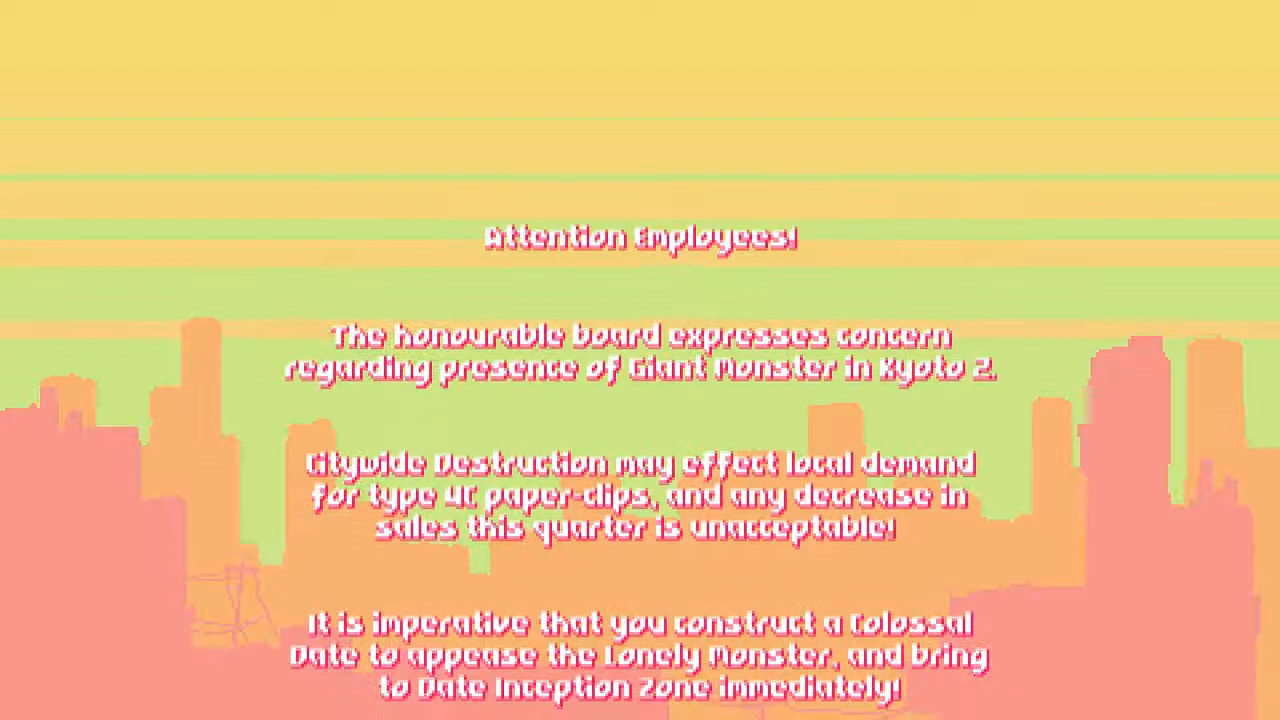 Attention Employees!
The honourable board expresses concern
regarding presence of Giant Monster in Kyoto 2.
Citywide Destruction may effect local demand
for type 4C paper-clips, and any decrease in
sales this quarter is unacceptable!
It is imperative that you construct a Colossal
Date to appease the Lonely Monster, and bring
to Date Inception Zone immediately!